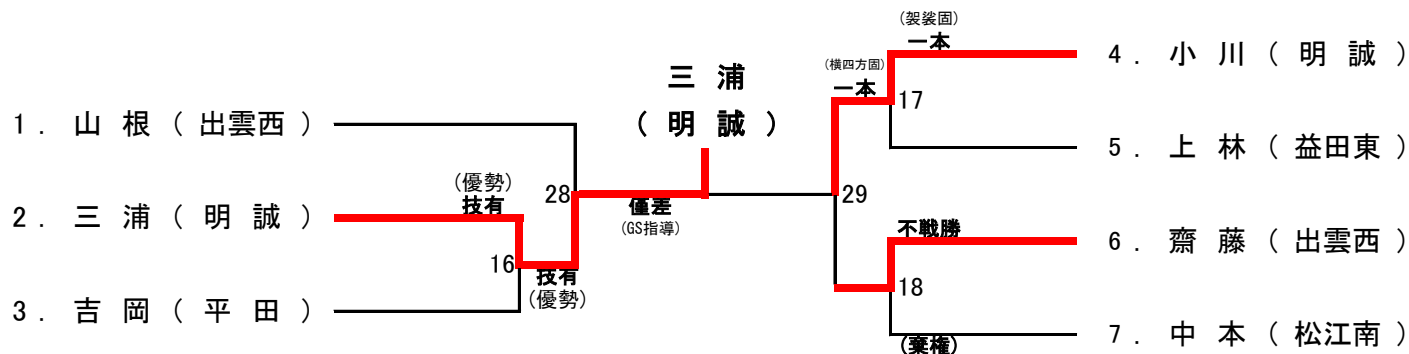 1. 山 根 ( 出雲西 )
2. 三 浦 ( 明 誠 )
3. 吉 岡 ( 平 田 )
(優勢)
技有
16
28
技有
(優勢)
三 浦
( 明 誠 )
僅差
(GS指導)
(横四方固)
一本
29
(袈裟固)
一本
17
不戦勝
18
(棄権)
4. 小 川 ( 明 誠 )
5. 上 林 ( 益田東 )
6. 齋 藤 ( 出雲西 )
7. 中 本 ( 松江南 )